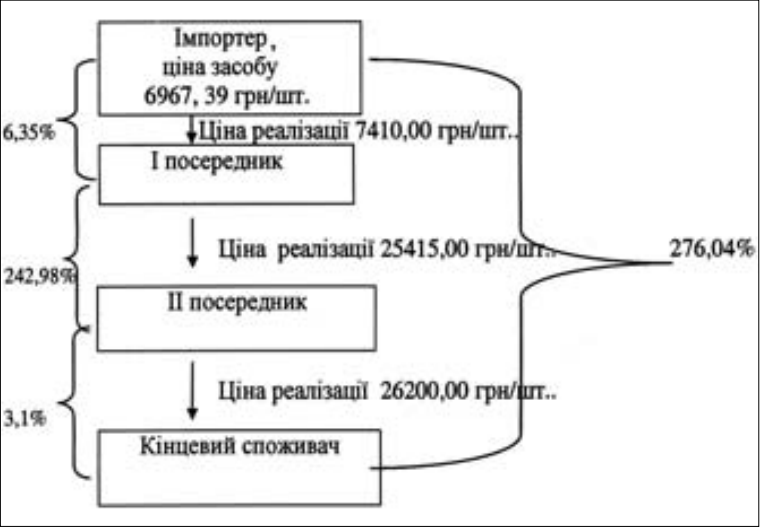 Імпортер,
ціна засобу
6967, 39 грн/шт.
6,35%
Ціна реалізації 7410,00 грн/шт..
І посередник
Ціна реалізації 25415,00 грн/шт..
276,04%
242,98%
ІІ посередник
Ціна реалізації 26200,00 грн/шт..
3,1%
Кінцевий споживач